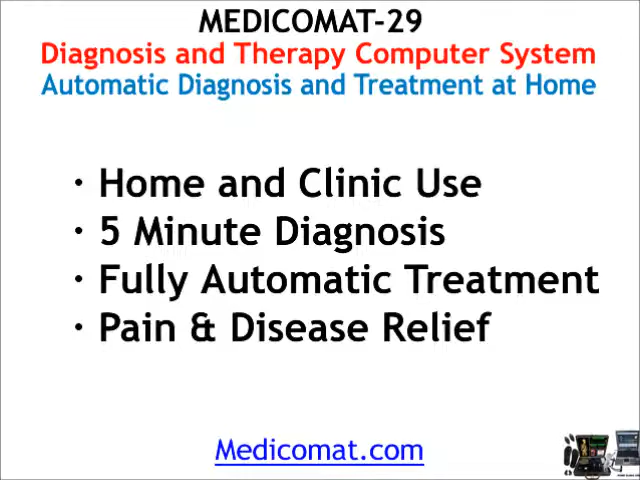 MEDICOMAT-29
Diagnosis and Therapy Computer System
Automatic Diagnosis and Treatment at Home
· Home and Clinic Use
· 5 Minute Diagnosis
· Fully Automatic Treatment
· Pain & Disease Relief
Medicomat.com